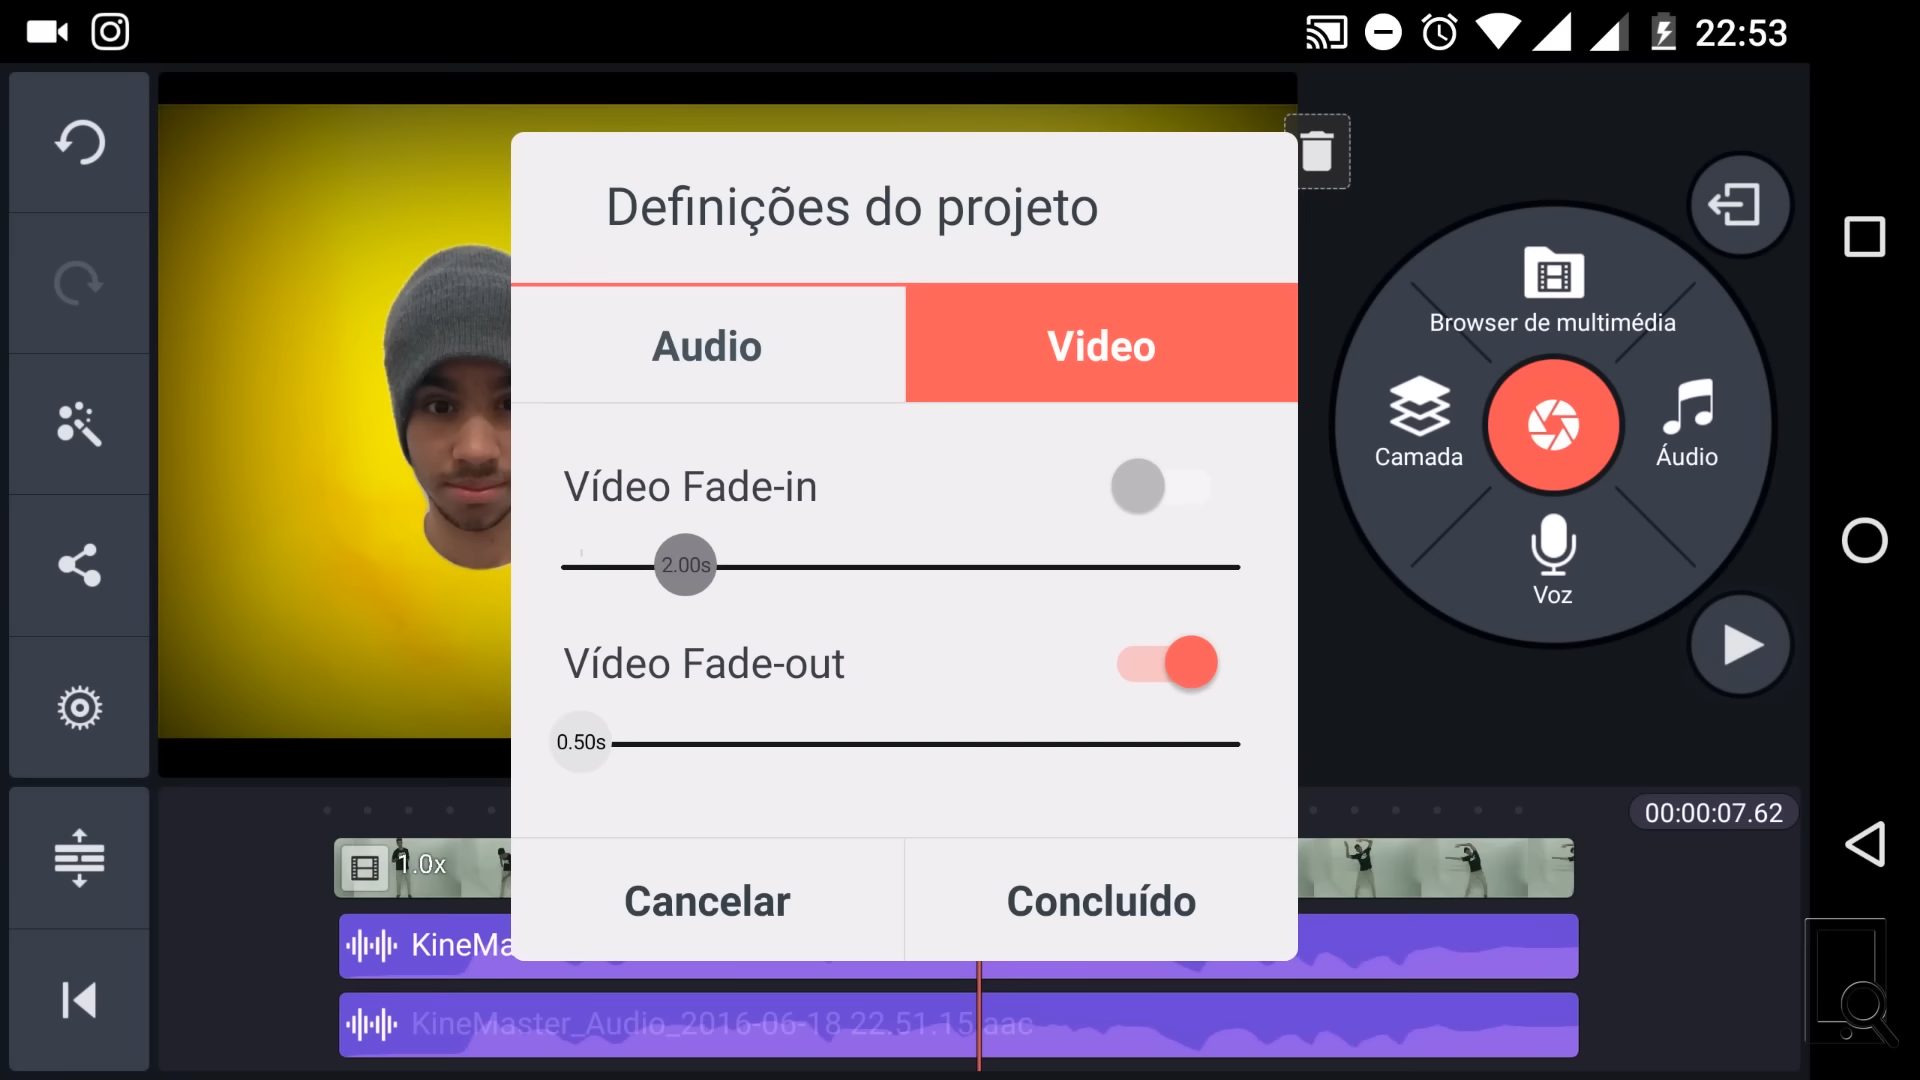 22:53
Definições do projeto
Audio
Video
Vídeo Fade-in
2.00s
Vídeo Fade-out
0.50s
Cancelar
Concluído
Browser de multimédia
Camada
Áudio
Voz
00:00:07.62
1.0x
KineMa
KineMaster_Audio_2016-06-18 22.51.15.aac